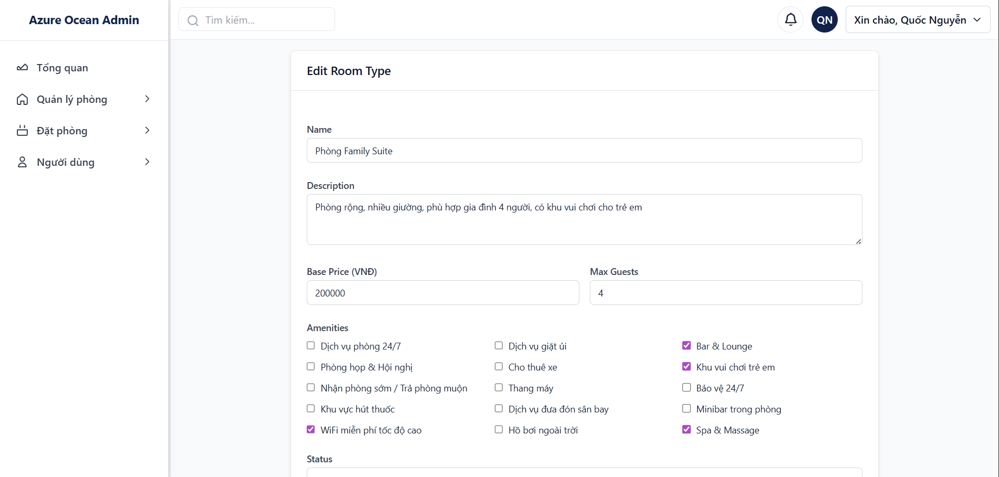 Azure Ocean Admin
Tìm kiếm...
QN
Xin chào, Quốc Nguyễn
Tổng quan
Quản lý phòng
Đặt phòng
Người dùng
Edit Room Type
Name
Phòng Family Suite
Description
Phòng rộng, nhiều giường, phù hợp gia đình 4 người, có khu vui chơi cho trẻ em
Base Price (VNĐ)
Max Guests
200000
4
Amenities
Dịch vụ phòng 24/7
Dịch vụ giặt ủi
Bar & Lounge
Phòng họp & Hội nghị
Cho thuê xe
Khu vui chơi trẻ em
Nhận phòng sớm / Trả phòng muộn
Thang máy
Bảo vệ 24/7
Khu vực hút thuốc
Dịch vụ đưa đón sân bay
Minibar trong phòng
WiFi miễn phí tốc độ cao
Hồ bơi ngoài trời
Spa & Massage
Status